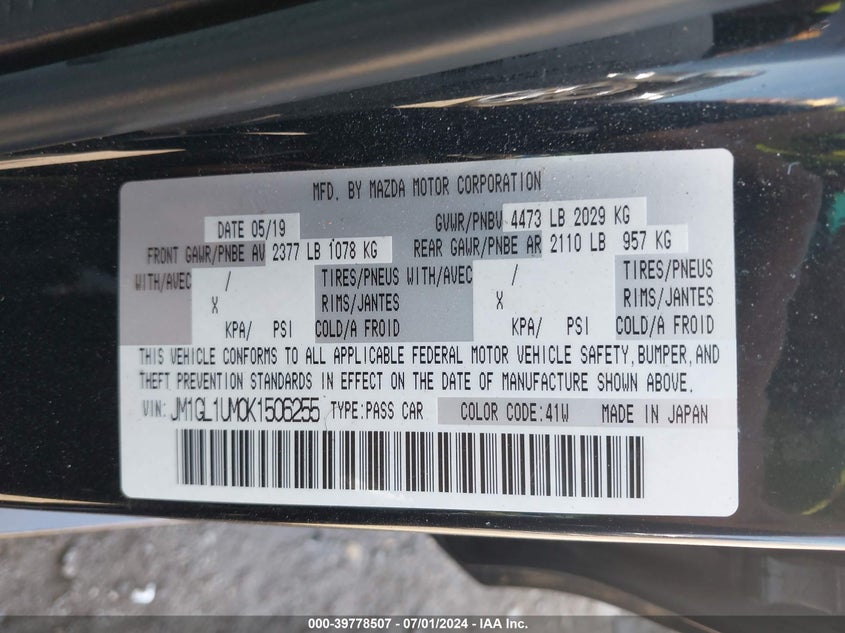 MFD. BY MAZDA MOTOR CORPORATION
DATE 05/19 GVWR/PNBV 4473 LB 2029 KG
FRONT GAWR/PNBE AV 2377 LB 1078 KG REAR GAWR/PNBE AR 2110 LB 957 KG
WITH/AVEC / TIRES/PNEUS WITH/AVEC / TIRES/PNEUS
X RIMS/JANTES X RIMS/JANTES
KPA/ PSI COLD/A FROID KPA/ PSI COLD/A FROID
THIS VEHICLE CONFORMS TO ALL APPLICABLE FEDERAL MOTOR VEHICLE SAFETY, BUMPER, AND
THEFT PREVENTION STANDARDS IN EFFECT ON THE DATE OF MANUFACTURE SHOWN ABOVE.
VIN: JM1GL1UM0K1506255 TYPE:PASS CAR COLOR CODE:41W MADE IN JAPAN
000-39778507 - 07/01/2024 - IAA Inc.